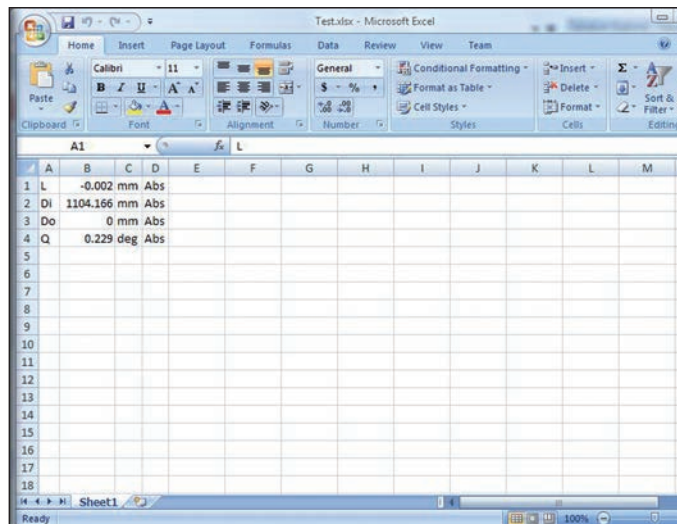 Test.xlsx - Microsoft Excel
Home Insert Page Layout Formulas Data Review View Team
Calibri 11 General Conditional Formatting Insert Σ
Paste B I U A A $ % , Format as Table Delete
Cell Styles Format Sort & Filter
Clipboard Font Alignment Number Styles Cells Editing
A1 fx L
A B C D E F G H I J K L M
1 L -0.002 mm Abs
2 Di 1104.166 mm Abs
3 Do 0 mm Abs
4 Q 0.229 deg Abs
5
6
7
8
9
10
11
12
13
14
15
16
17
18
Sheet1
Ready 100%